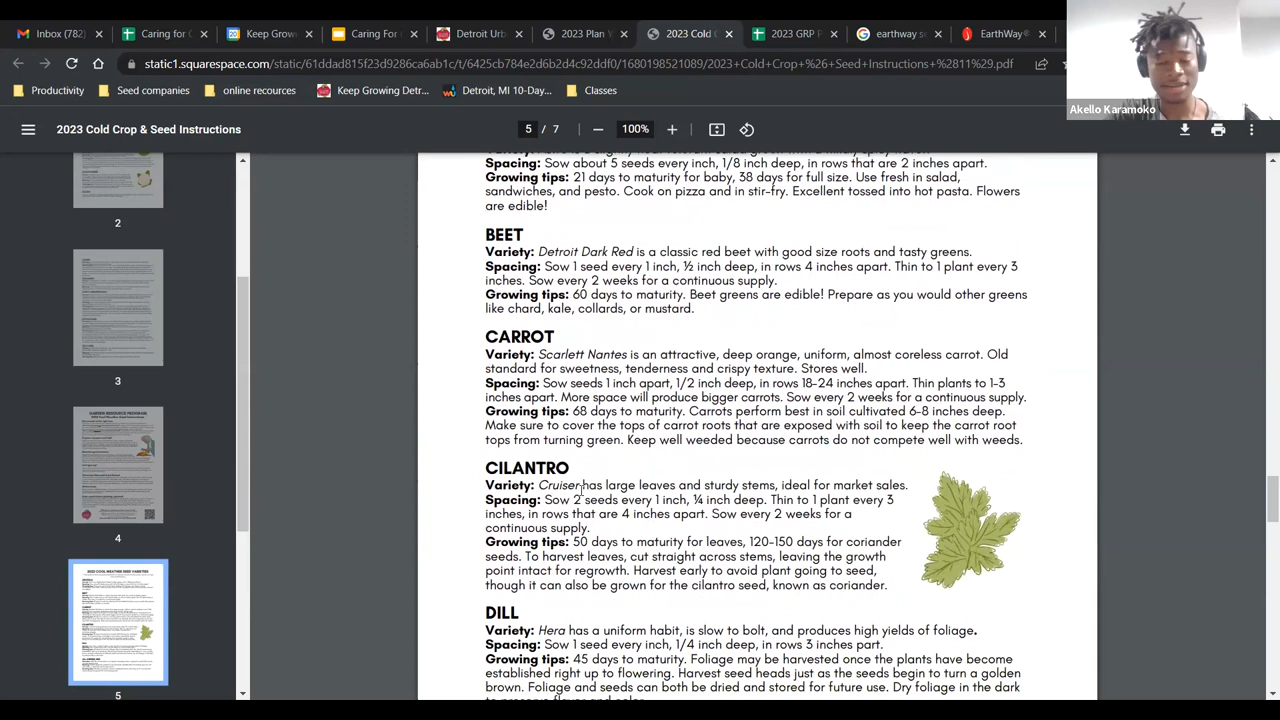 Inbox (782)
Caring for C
Keep Grow
Caring For
Detroit Urb
2023 Plan W
2023 Cold C
2023 GRP P
earthway se
EarthWay®
static1.squarespace.com/static/61ddad815f3d9286ca6ab1c/t/6425cb784e2d6b2d4c92ddf0/1680198521089/2023+Cold+Crop+%26+Seed+Instructions+%2811%29.pdf
Productivity
Seed companies
online recources
Keep Growing Detr...
Detroit, MI 10-Day...
Classes
Akello Karamoko
2023 Cold Crop & Seed Instructions
5 / 7
100%
2
3
4
5
Spacing: Sow about 5 seeds every inch, 1/8 inch deep, in rows that are 2 inches apart.
Growing tips: 21 days to maturity for baby, 38 days for full size. Use fresh in salad,
sandwiches, and pesto. Cook on pizza and in stir-fry. Excellent tossed into hot pasta. Flowers
are edible!
BEET
Variety: Detroit Dark Red is a classic red beet with good size roots and tasty greens.
Spacing: Sow 1 seed every 1 inch, ½ inch deep, in rows 4 inches apart. Thin to 1 plant every 3
inches. Sow every 2 weeks for a continuous supply.
Growing tips: 60 days to maturity. Beet greens are edible! Prepare as you would other greens
like chard, kale, collards, or mustard.
CARROT
Variety: Scarlett Nantes is an attractive, deep orange, uniform, almost coreless carrot. Old
standard for sweetness, tenderness and crispy texture. Stores well.
Spacing: Sow seeds 1 inch apart, 1/2 inch deep, in rows 18-24 inches apart. Thin plants to 1-3
inches apart. More space will produce bigger carrots. Sow every 2 weeks for a continuous supply.
Growing tips: 68 days to maturity. Carrots perform best in soil cultivated 6-8 inches deep.
Make sure to cover the tops of carrot roots that are exposed with soil to keep the carrot root
tops from turning green. Keep well weeded because carrots do not compete well with weeds.
CILANTRO
Variety: Cruiser has large leaves and sturdy stems, ideal for market sales.
Spacing: Sow 2 seeds every 1 inch, ¼ inch deep. Thin to 1 plant every 3
inches, in rows that are 4 inches apart. Sow every 2 weeks for a
continuous supply.
Growing tips: 50 days to maturity for leaves, 120-150 days for coriander
seeds. To harvest leaves, cut straight across stems, leaving the growth
point intact for regrowth. Harvest early to avoid plant going to seed,
although it can also be grown for the cilantro seed, known as coriander.
DILL
Variety: Hera has a uniform habit, is slow to bolt, and produces high yields of foliage.
Spacing: Sow 1 seed every inch, 1/4 inch deep, in rows 3 inches part.
Growing tips: 45 days to maturity. Foliage may be harvested once the plants have become
established right up to flowering. Harvest seed heads just as the seeds begin to turn a golden
brown. Foliage and seeds can both be dried and stored for future use. Dry foliage in the dark